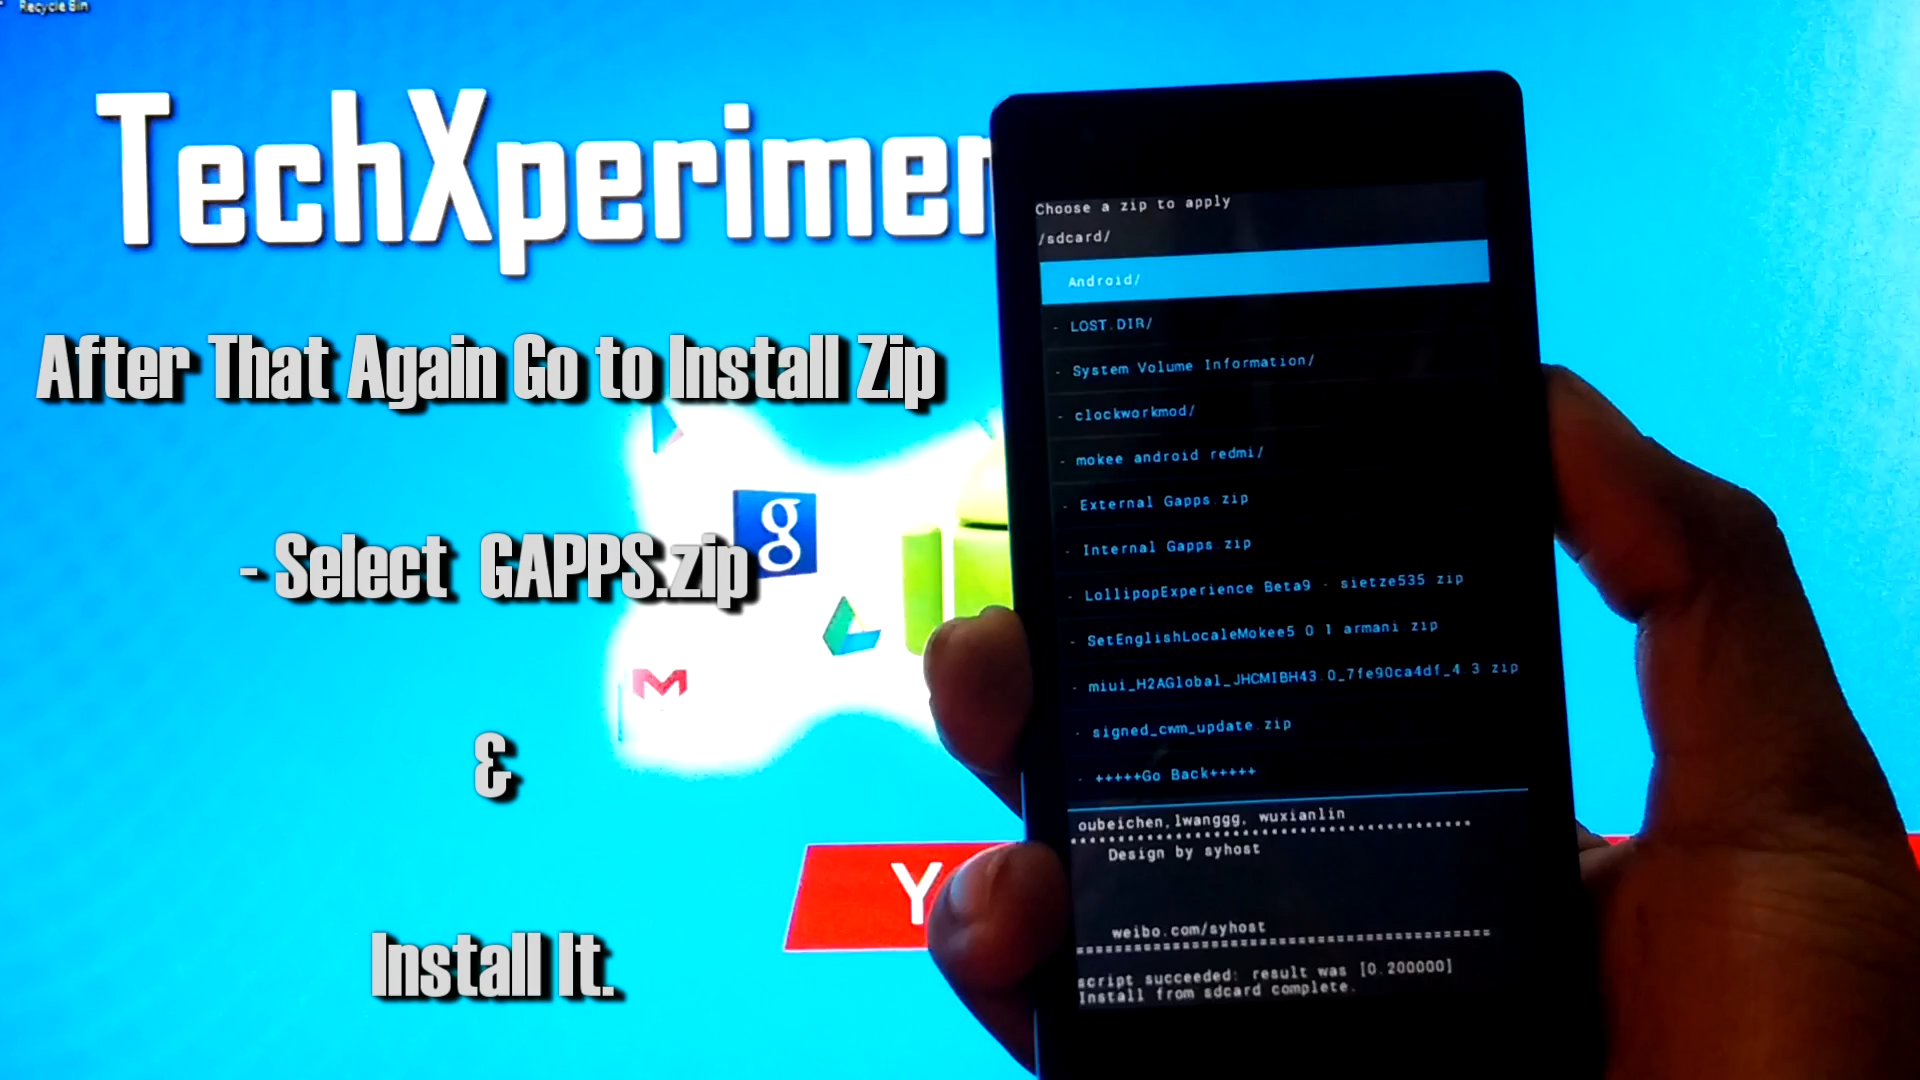 Recycle Bin
TechXperimen
After That Again Go to Install Zip
- Select GAPPS.zip
&
Install It.
g
Y
Choose a zip to apply
/sdcard/
Android/
- LOST.DIR/
- System Volume Information/
- clockworkmod/
- mokee android redmi/
- External Gapps.zip
- Internal Gapps.zip
- LollipopExperience Beta9 - sietze535 zip
- SetEnglishLocaleMokee5 0 1 armani zip
- miui_H2AGlobal_JHCMIBH43.0_7fe90ca4df_4.3 zip
- signed_cwm_update.zip
- +++++Go Back+++++
oubeichen,lwanggg, wuxianlin
Design by syhost
weibo.com/syhost
script succeeded: result was [0.200000]
Install from sdcard complete.